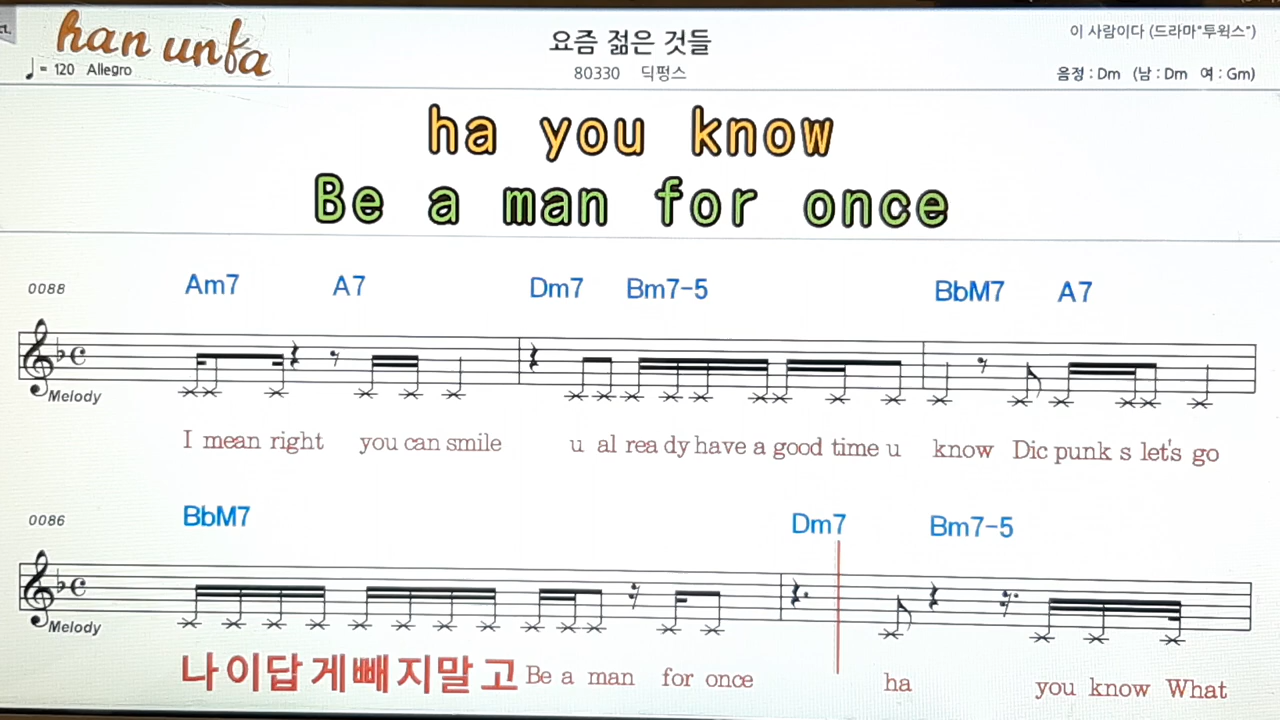 han unfa
요즘 젊은 것들
이 사람이다 (드라마"투윅스")
♩= 120 Allegro
80330 딕펑스
음정 : Dm (남 : Dm 여 : Gm)
ha you know
Be a man for once
0088
Am7 A7 Dm7 Bm7-5 BbM7 A7
Melody
I mean right you can smile u al rea dy have a good time u know Dic punk s let's go
0086
BbM7 Dm7 Bm7-5
Melody
나 이답 게빼 지말 고 Be a man for once ha you know What